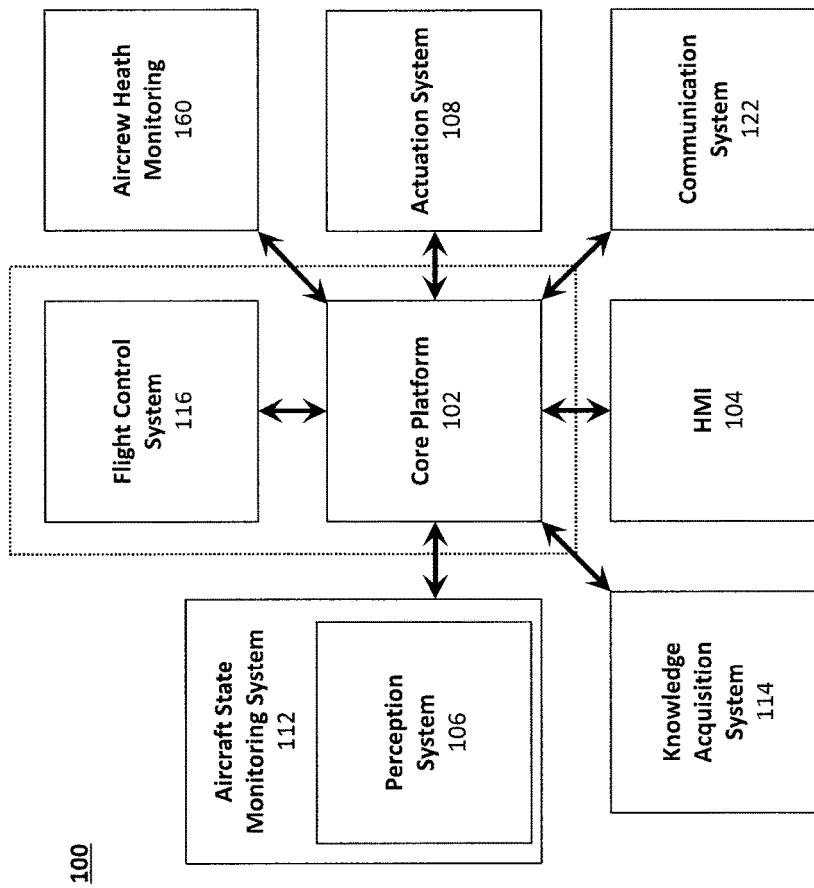 100
Aircraft State
Monitoring System
112
Perception
System
106
Flight Control
System
116
Aircrew Heath
Monitoring
160
Core Platform
102
Actuation System
108
Knowledge
Acquisition
System
114
HMI
104
Communication
System
122